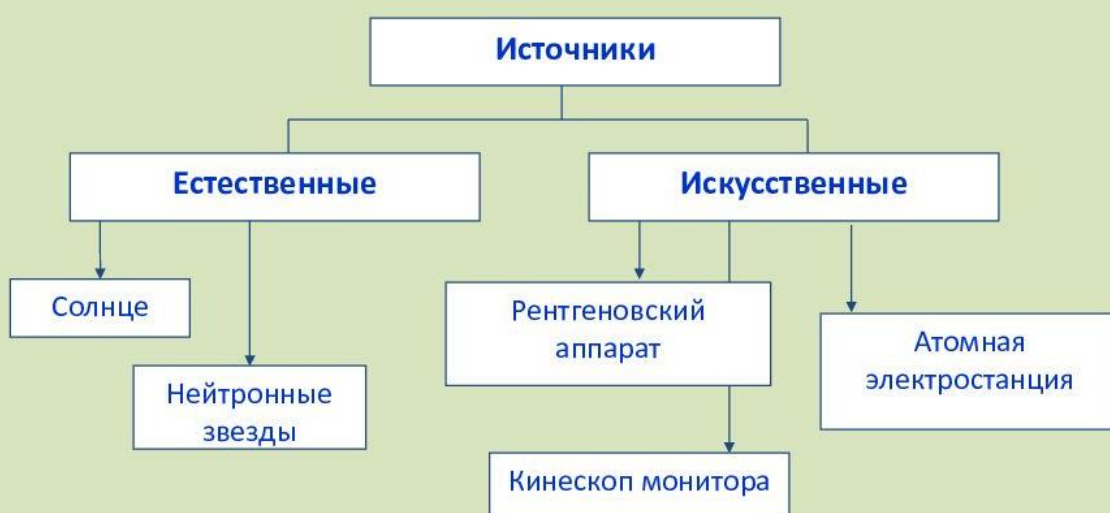 Источники
Естественные
Искусственные
Солнце
Нейтронные
звезды
Рентгеновский
аппарат
Кинескоп монитора
Атомная
электростанция